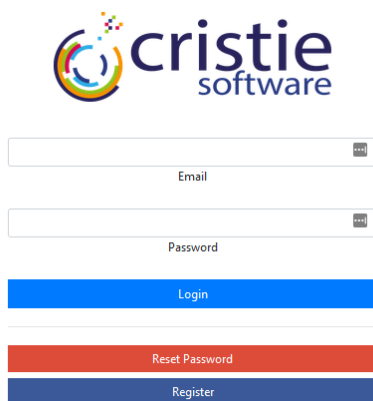 cristie
software
Email
Password
Login
Reset Password
Register